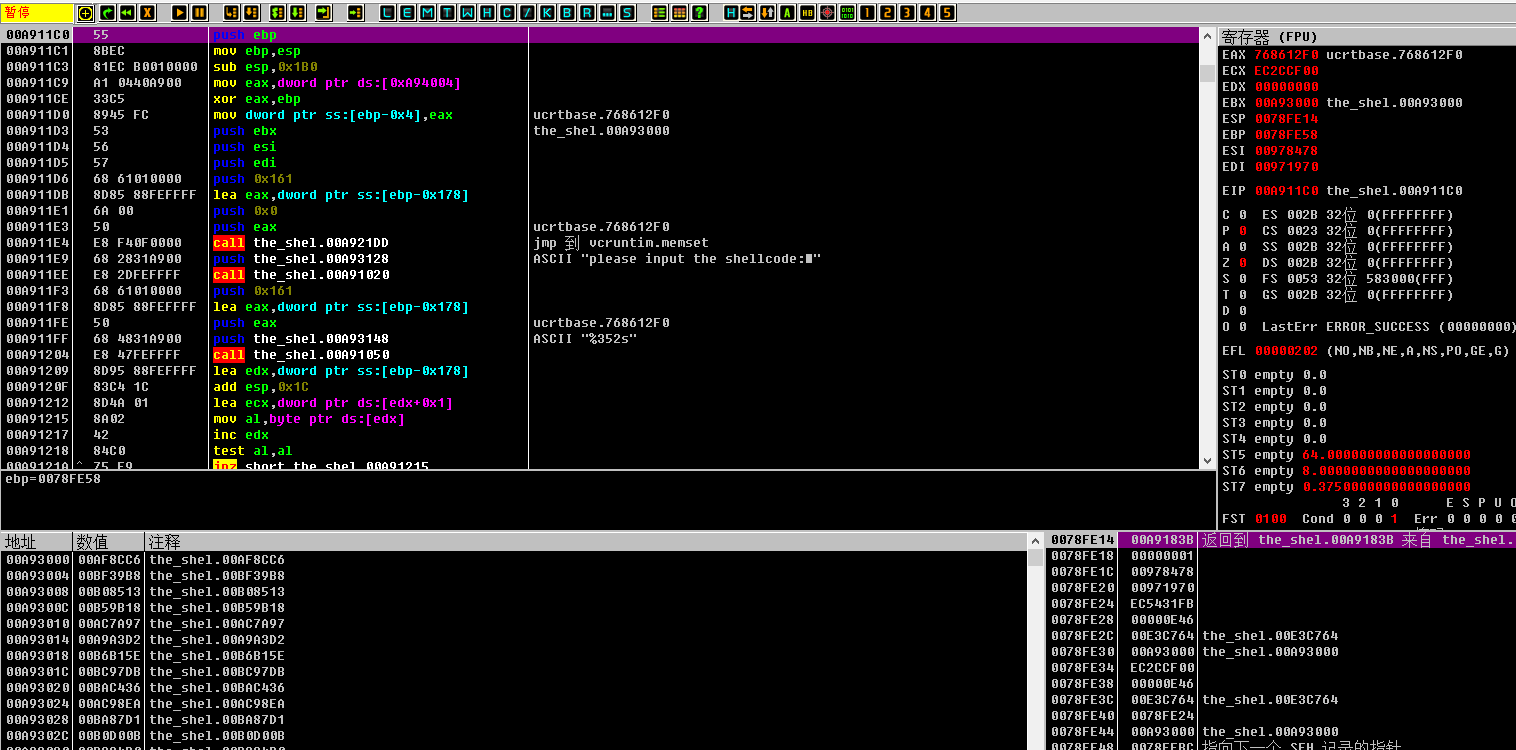 暂停 L E M T W H C / K B R ... S ? H A HB 1 2 3 4 5
00A911C0 55 push ebp
00A911C1 8BEC mov ebp,esp
00A911C3 81EC B0010000 sub esp,0x1B0
00A911C9 A1 0440A900 mov eax,dword ptr ds:[0xA94004]
00A911CE 33C5 xor eax,ebp
00A911D0 8945 FC mov dword ptr ss:[ebp-0x4],eax ucrtbase.768612F0
00A911D3 53 push ebx the_shel.00A93000
00A911D4 56 push esi
00A911D5 57 push edi
00A911D6 68 61010000 push 0x161
00A911DB 8D85 88FEFFFF lea eax,dword ptr ss:[ebp-0x178]
00A911E1 6A 00 push 0x0
00A911E3 50 push eax ucrtbase.768612F0
00A911E4 E8 F40F0000 call the_shel.00A921DD jmp 到 vcruntim.memset
00A911E9 68 2831A900 push the_shel.00A93128 ASCII "please input the shellcode:"
00A911EE E8 2DFEFFFF call the_shel.00A91020
00A911F3 68 61010000 push 0x161
00A911F8 8D85 88FEFFFF lea eax,dword ptr ss:[ebp-0x178]
00A911FE 50 push eax ucrtbase.768612F0
00A911FF 68 4831A900 push the_shel.00A93148 ASCII "%352s"
00A91204 E8 47FEFFFF call the_shel.00A91050
00A91209 8D95 88FEFFFF lea edx,dword ptr ss:[ebp-0x178]
00A9120F 83C4 1C add esp,0x1C
00A91212 8D4A 01 lea ecx,dword ptr ds:[edx+0x1]
00A91215 8A02 mov al,byte ptr ds:[edx]
00A91217 42 inc edx
00A91218 84C0 test al,al
00A9121A ^ 75 F9 jnz short the_shel.00A91215
ebp=0078FE58
寄存器 (FPU)
EAX 768612F0 ucrtbase.768612F0
ECX EC2CCF00
EDX 00000000
EBX 00A93000 the_shel.00A93000
ESP 0078FE14
EBP 0078FE58
ESI 00978478
EDI 00971970
EIP 00A911C0 the_shel.00A911C0
C 0 ES 002B 32位 0(FFFFFFFF)
P 0 CS 0023 32位 0(FFFFFFFF)
A 0 SS 002B 32位 0(FFFFFFFF)
Z 0 DS 002B 32位 0(FFFFFFFF)
S 0 FS 0053 32位 583000(FFF)
T 0 GS 002B 32位 0(FFFFFFFF)
D 0
O 0 LastErr ERROR_SUCCESS (00000000)
EFL 00000202 (NO,NB,NE,A,NS,PO,GE,G)
ST0 empty 0.0
ST1 empty 0.0
ST2 empty 0.0
ST3 empty 0.0
ST4 empty 0.0
ST5 empty 64.000000000000000000
ST6 empty 8.0000000000000000000
ST7 empty 0.3750000000000000000
3 2 1 0 E S P U O
FST 0100 Cond 0 0 0 1 Err 0 0 0 0 0
地址 数值 注释
00A93000 00AF8CC6 the_shel.00AF8CC6
00A93004 00BF39B8 the_shel.00BF39B8
00A93008 00B08513 the_shel.00B08513
00A9300C 00B59B18 the_shel.00B59B18
00A93010 00AC7A97 the_shel.00AC7A97
00A93014 00A9A3D2 the_shel.00A9A3D2
00A93018 00B6B15E the_shel.00B6B15E
00A9301C 00BC97DB the_shel.00BC97DB
00A93020 00BAC436 the_shel.00BAC436
00A93024 00AC98EA the_shel.00AC98EA
00A93028 00BA87D1 the_shel.00BA87D1
00A9302C 00B0D00B the_shel.00B0D00B
0078FE14 00A9183B 返回到 the_shel.00A9183B 来自 the_shel.
0078FE18 00000001
0078FE1C 00978478
0078FE20 00971970
0078FE24 EC5431FB
0078FE28 00000E46
0078FE2C 00E3C764 the_shel.00E3C764
0078FE30 00A93000 the_shel.00A93000
0078FE34 EC2CCF00
0078FE38 00000E46
0078FE3C 00E3C764 the_shel.00E3C764
0078FE40 0078FE24
0078FE44 00A93000 the_shel.00A93000
0078FE48 0078FEBC 指向下一个 SEH 记录的指针